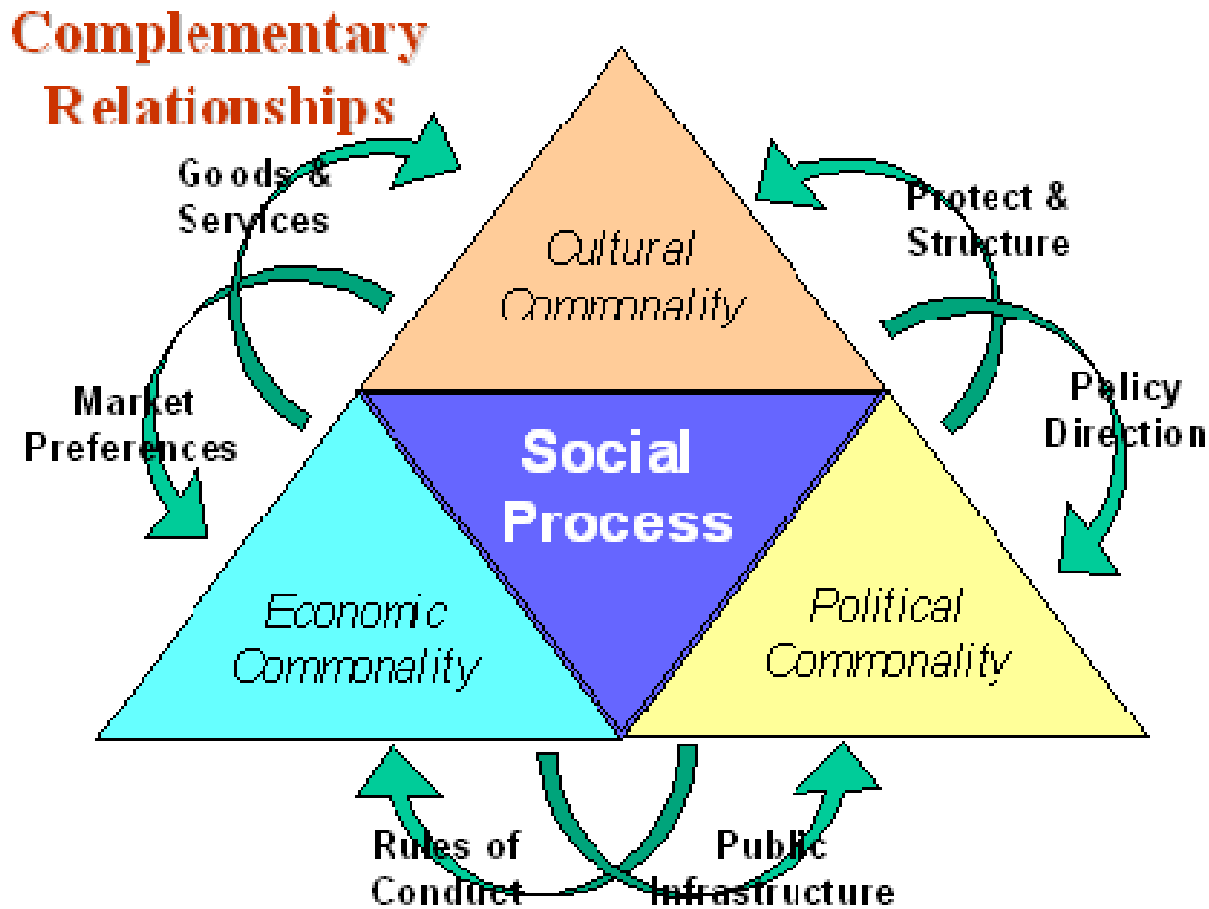 Complementary
Relationships
Goods &
Services
Protect &
Structure
Cultural
Commonality
Market
Preferences
Policy
Direction
Social
Process
Economic
Commonality
Political
Commonality
Rules of
Conduct
Public
Infrastructure